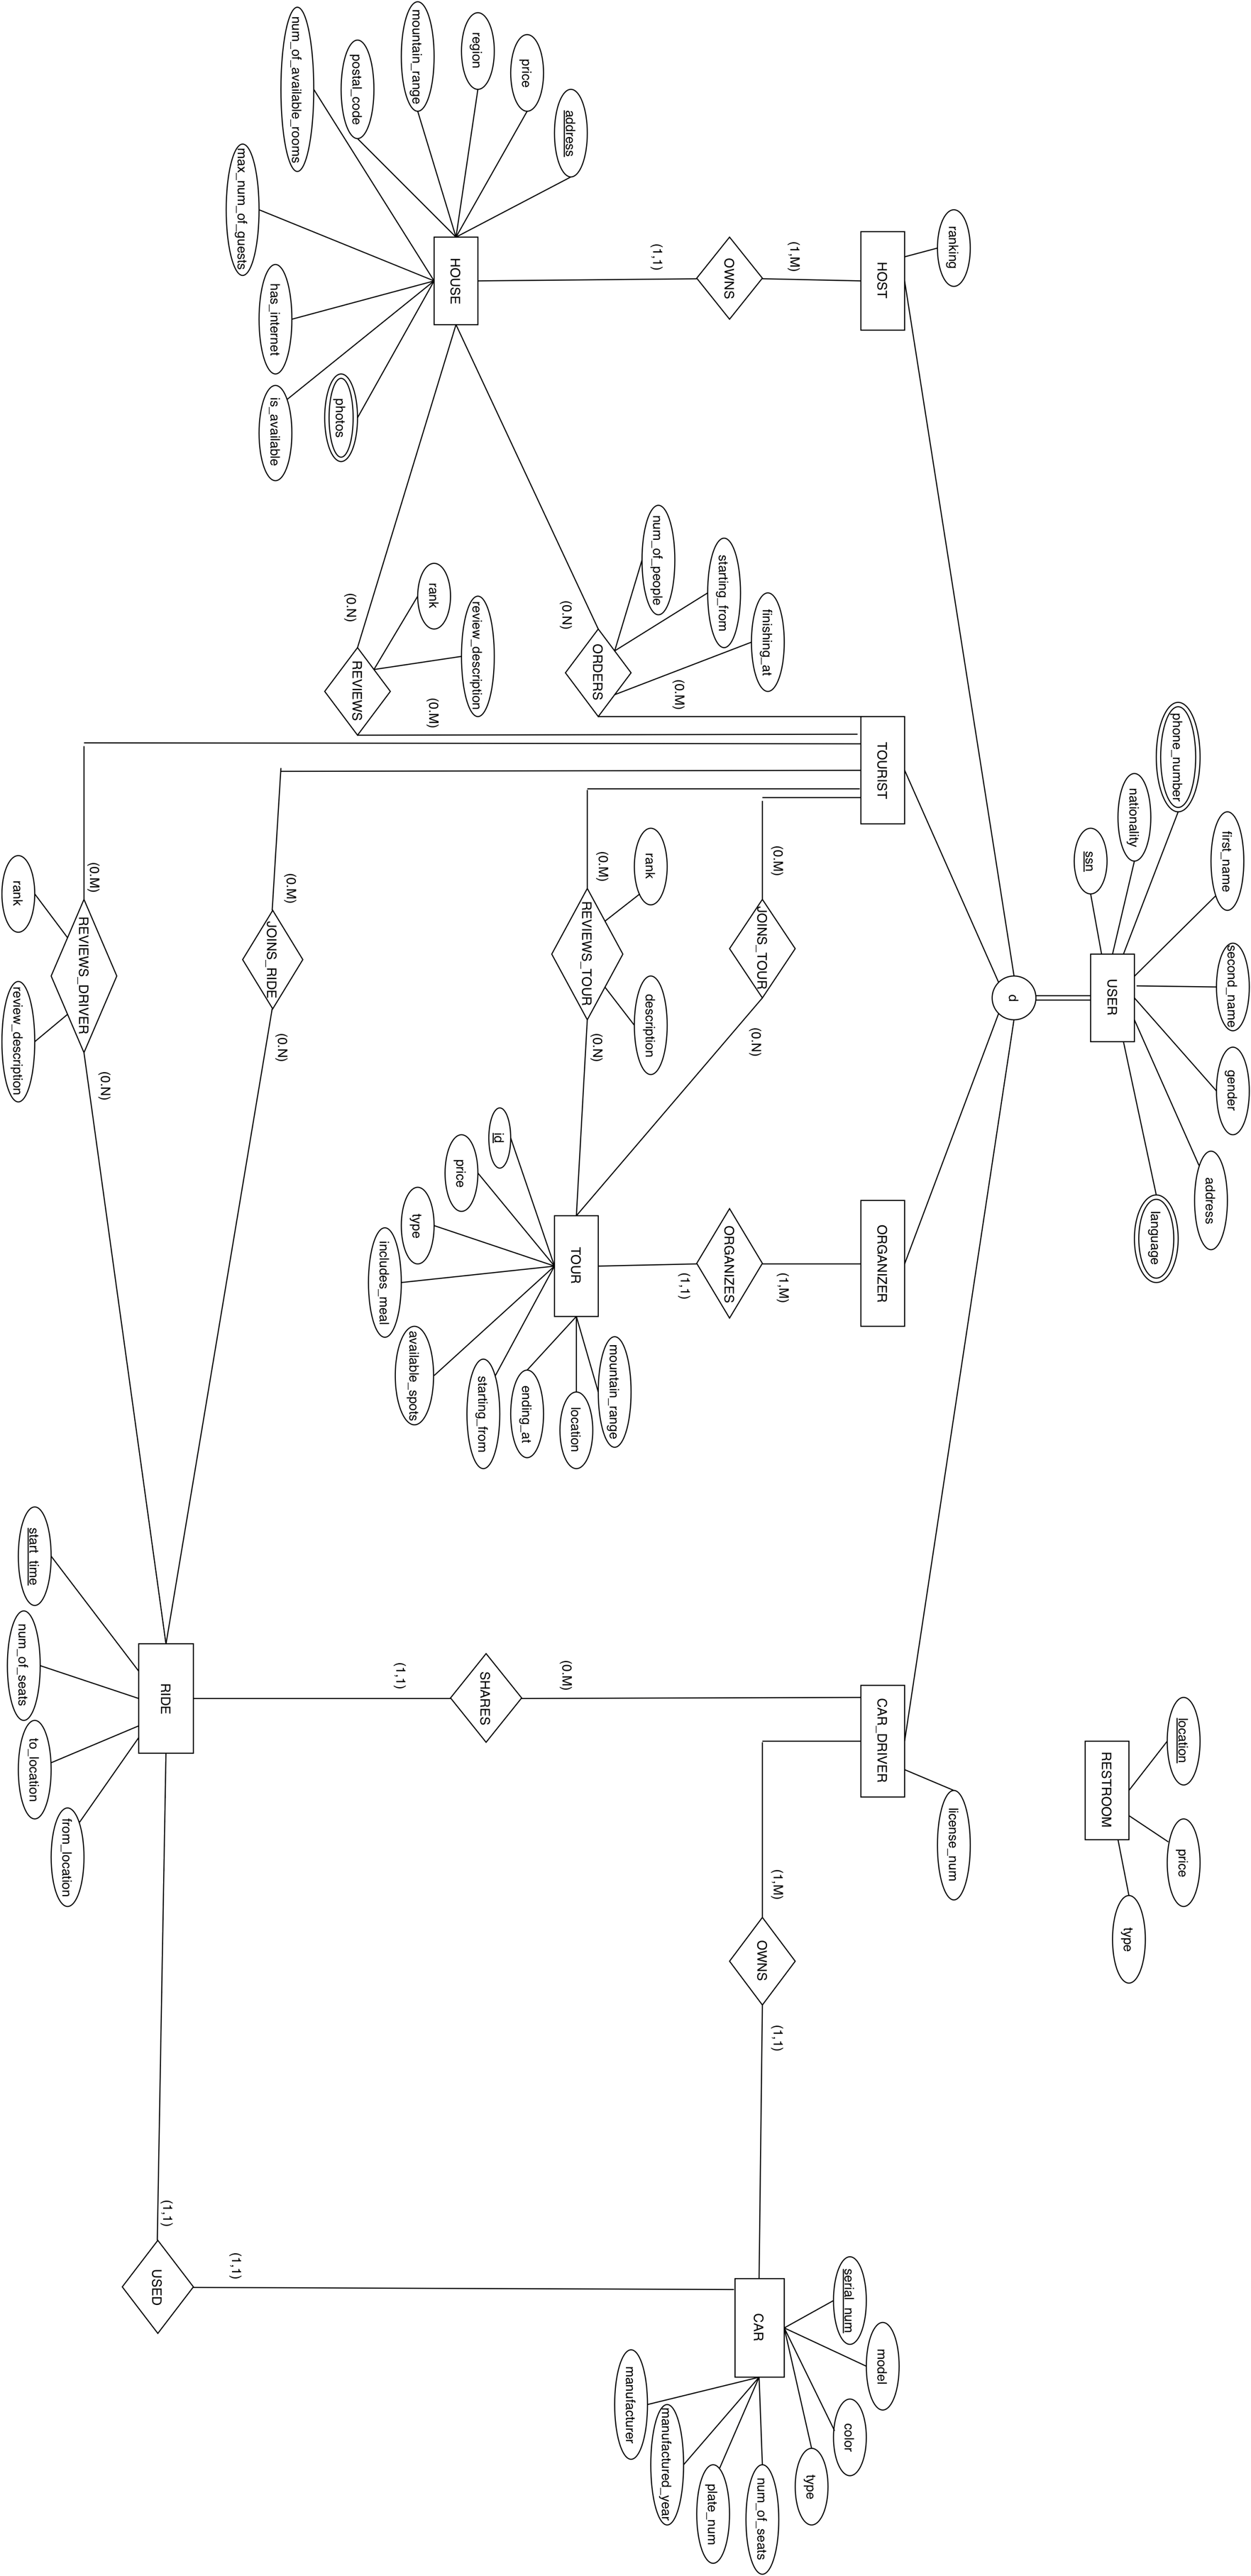 phone_number
nationality
ssn
first_name
second_name
gender
address
language
USER
d
location
price
type
RESTROOM
ranking
HOST
TOURIST
ORGANIZER
CAR_DRIVER
license_num
(1,M)
OWNS
(1,1)
address
price
region
mountain_range
postal_code
num_of_available_rooms
max_num_of_guests
has_internet
is_available
photos
HOUSE
finishing_at
starting_from
num_of_people
(0.M)
ORDERS
(0.N)
review_description
rank
(0.M)
REVIEWS
(0.N)
(0.M)
JOINS_TOUR
(0.N)
rank
description
(0.M)
REVIEWS_TOUR
(0.N)
(1,M)
ORGANIZES
(1,1)
TOUR
id
price
type
includes_meal
available_spots
starting_from
ending_at
location
mountain_range
(0.M)
JOINS_RIDE
(0.N)
(0.M)
REVIEWS_DRIVER
(0.N)
rank
review_description
(0.M)
SHARES
(1,1)
RIDE
start_time
num_of_seats
to_location
from_location
(1,M)
OWNS
(1,1)
serial_num
model
color
type
num_of_seats
plate_num
manufactured_year
manufacturer
CAR
(1,1)
USED
(1,1)